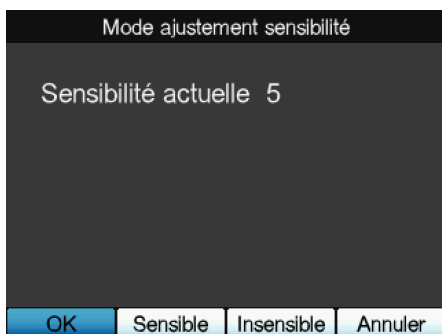 Mode ajustement sensibilité
Sensibilité actuelle 5
OK Sensible Insensible Annuler